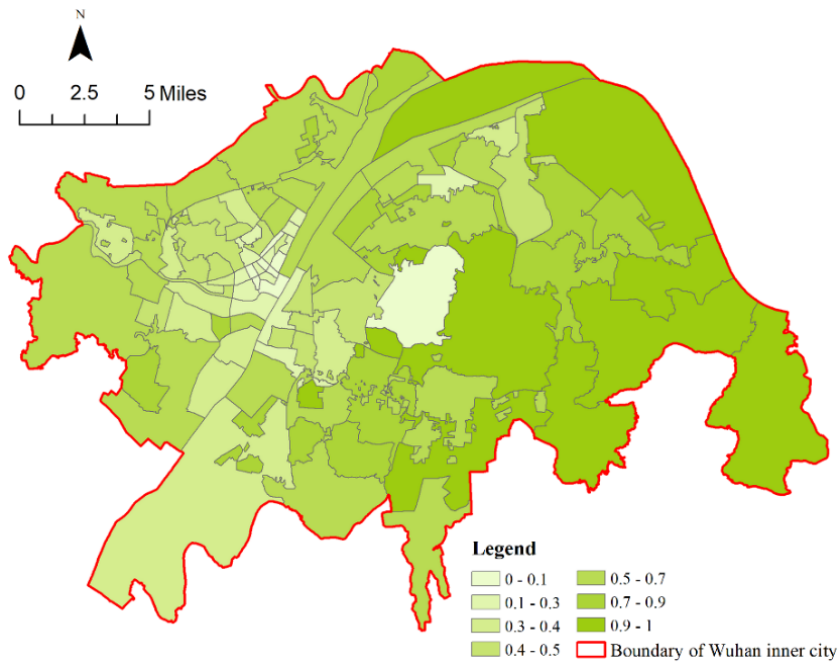 N
0 2.5 5 Miles
Legend
0 - 0.1
0.1 - 0.3
0.3 - 0.4
0.4 - 0.5
0.5 - 0.7
0.7 - 0.9
0.9 - 1
Boundary of Wuhan inner city